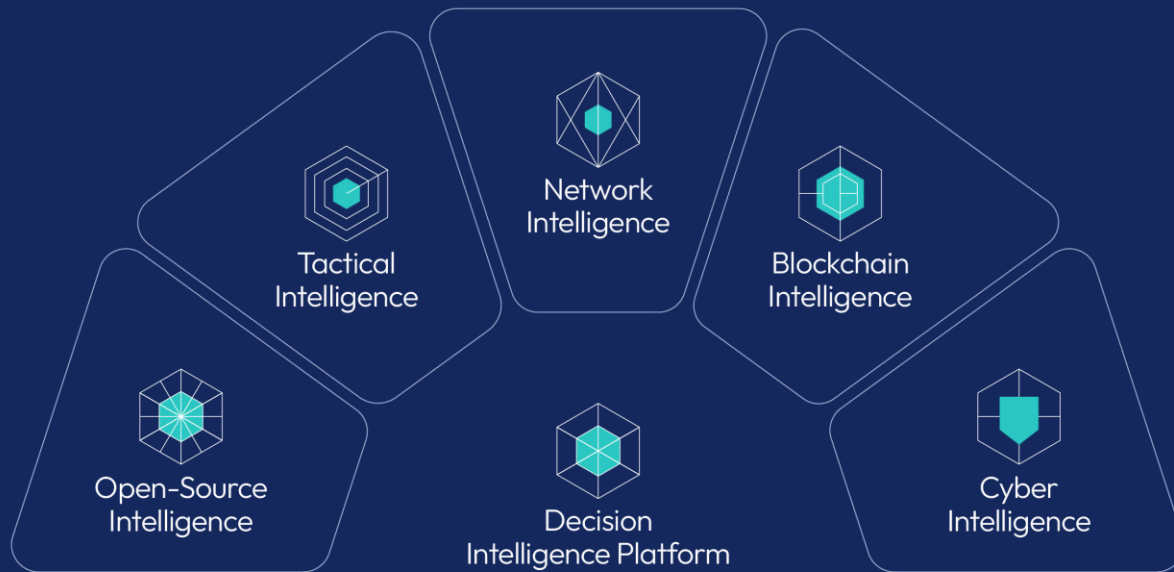 Network
Intelligence
Tactical
Intelligence
Blockchain
Intelligence
Open-Source
Intelligence
Decision
Intelligence Platform
Cyber
Intelligence